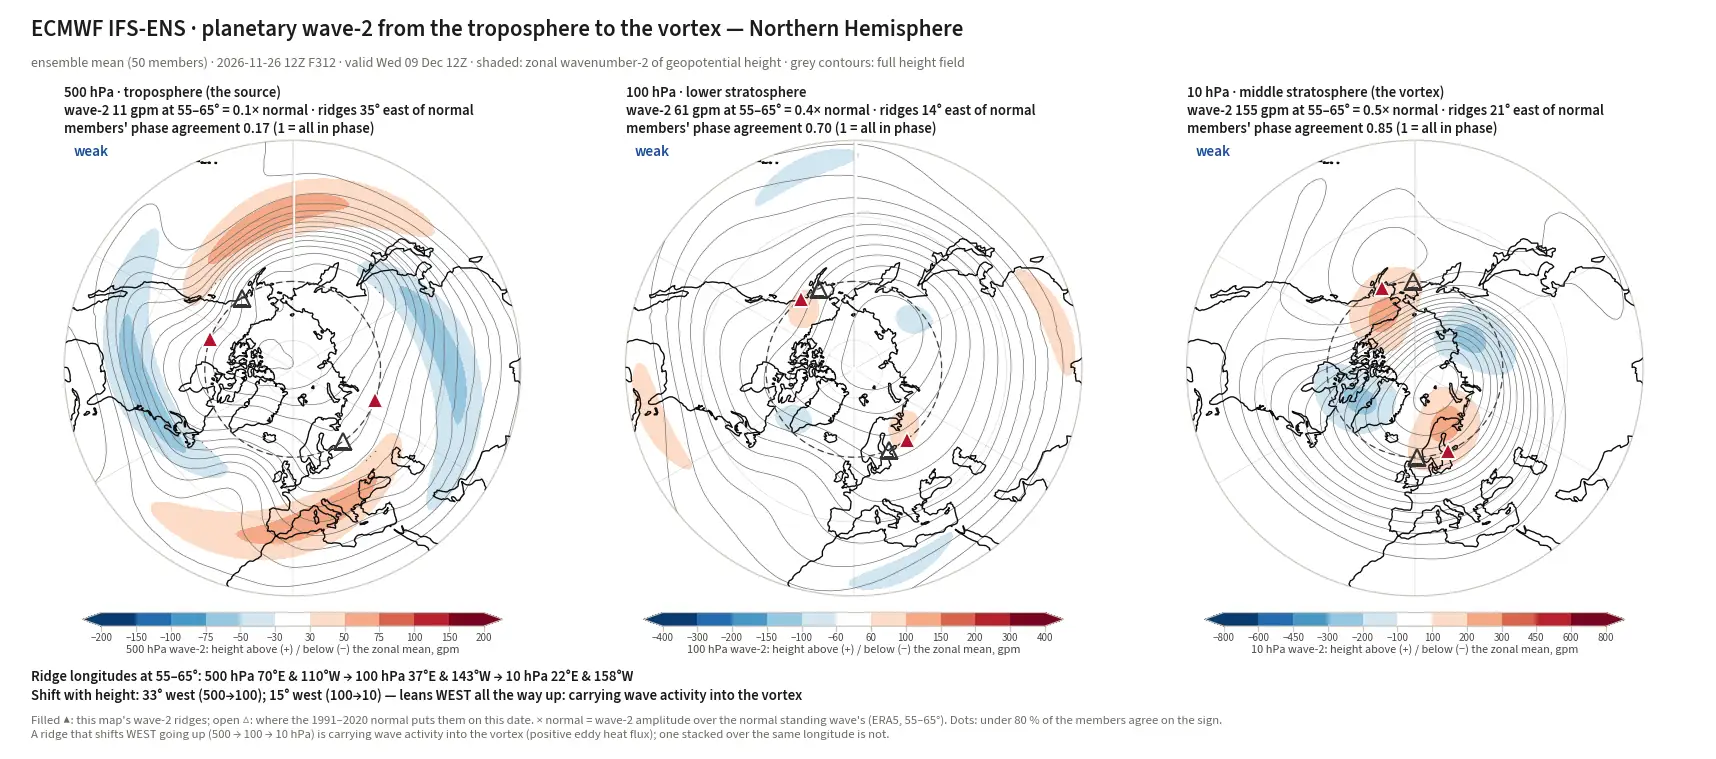 ECMWF IFS-ENS · planetary wave-2 from the troposphere to the vortex — Northern Hemisphere
ensemble mean (50 members) · 2026-11-26 12Z F312 · valid Wed 09 Dec 12Z · shaded: zonal wavenumber-2 of geopotential height · grey contours: full height field
500 hPa · troposphere (the source)
wave-2 11 gpm at 55–65° = 0.1× normal · ridges 35° east of normal
members' phase agreement 0.17 (1 = all in phase)
weak
100 hPa · lower stratosphere
wave-2 61 gpm at 55–65° = 0.4× normal · ridges 14° east of normal
members' phase agreement 0.70 (1 = all in phase)
weak
10 hPa · middle stratosphere (the vortex)
wave-2 155 gpm at 55–65° = 0.5× normal · ridges 21° east of normal
members' phase agreement 0.85 (1 = all in phase)
weak
−200 −150 −100 −75 −50 −30 30 50 75 100 150 200
500 hPa wave-2: height above (+) / below (−) the zonal mean, gpm
−400 −300 −200 −150 −100 −60 60 100 150 200 300 400
100 hPa wave-2: height above (+) / below (−) the zonal mean, gpm
−800 −600 −450 −300 −200 −100 100 200 300 450 600 800
10 hPa wave-2: height above (+) / below (−) the zonal mean, gpm
Ridge longitudes at 55–65°: 500 hPa 70°E & 110°W → 100 hPa 37°E & 143°W → 10 hPa 22°E & 158°W
Shift with height: 33° west (500→100); 15° west (100→10) — leans WEST all the way up: carrying wave activity into the vortex
Filled ▲: this map's wave-2 ridges; open △: where the 1991–2020 normal puts them on this date. × normal = wave-2 amplitude over the normal standing wave's (ERA5, 55–65°). Dots: under 80 % of the members agree on the sign.
A ridge that shifts WEST going up (500 → 100 → 10 hPa) is carrying wave activity into the vortex (positive eddy heat flux); one stacked over the same longitude is not.